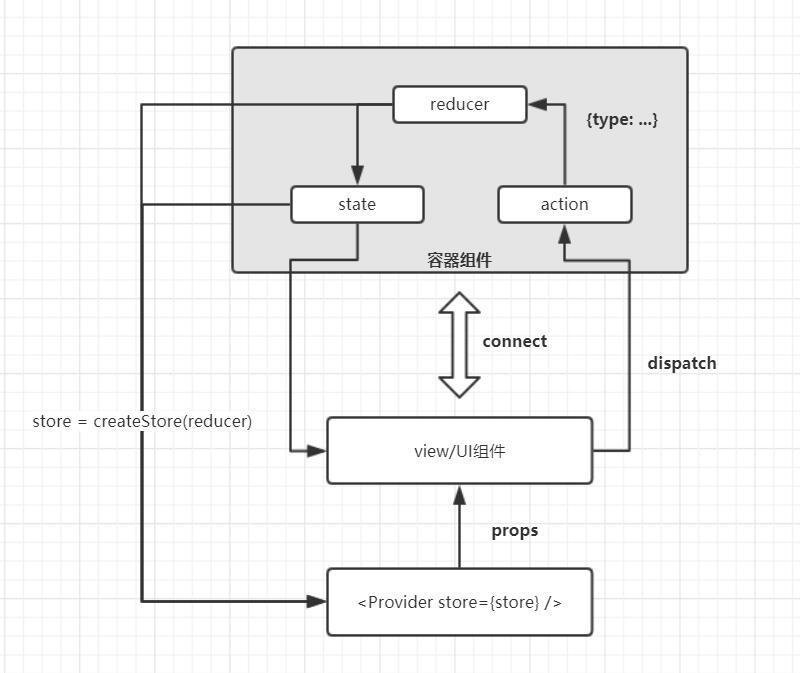 reducer
{type: ...}
state
action
容器组件
connect
dispatch
store = createStore(reducer)
view/UI组件
props
<Provider store={store} />